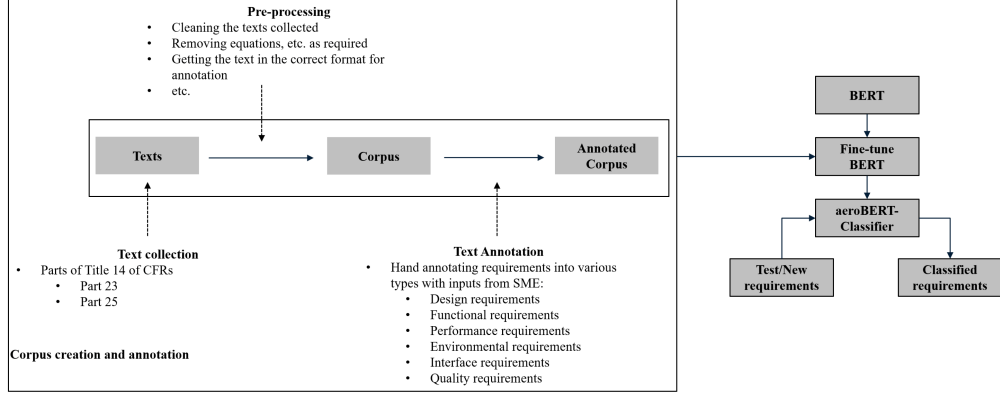 Pre-processing
• Cleaning the texts collected
• Removing equations, etc. as required
• Getting the text in the correct format for
annotation
• etc.
Texts
Corpus
Annotated
Corpus
Text collection
• Parts of Title 14 of CFRs
• Part 23
• Part 25
Text Annotation
• Hand annotating requirements into various
types with inputs from SME:
• Design requirements
• Functional requirements
• Performance requirements
• Environmental requirements
• Interface requirements
• Quality requirements
Corpus creation and annotation
BERT
Fine-tune
BERT
aeroBERT-
Classifier
Test/New
requirements
Classified
requirements